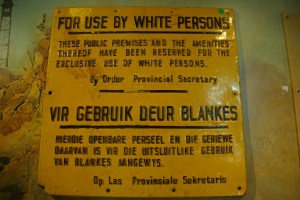 FOR USE BY WHITE PERSONS
THESE PUBLIC PREMISES AND THE AMENITIES
THEREOF HAVE BEEN RESERVED FOR THE
EXCLUSIVE USE OF WHITE PERSONS.
By Order Provincial Secretary
VIR GEBRUIK DEUR BLANKES
HIERDIE OPENBARE PERSEEL EN DIE GERIEWE
DAARVAN IS VIR DIE UITSLUITLIKE GEBRUIK
VAN BLANKES AANGEWYS.
Op Las Provinsiale Sekretaris